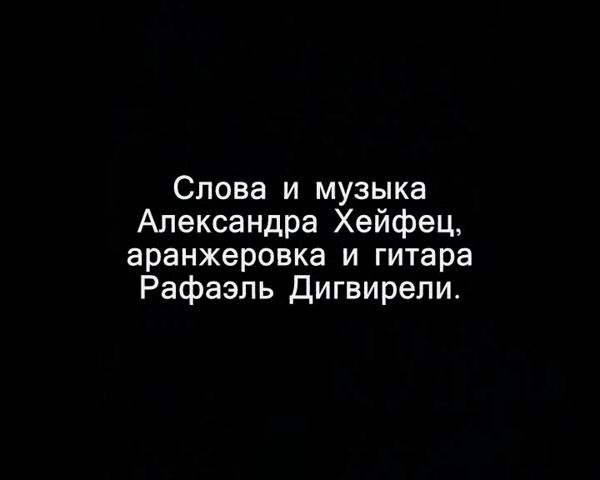 Слова и музыка
Александра Хейфец,
аранжеровка и гитара
Рафаэль Дигвирели.